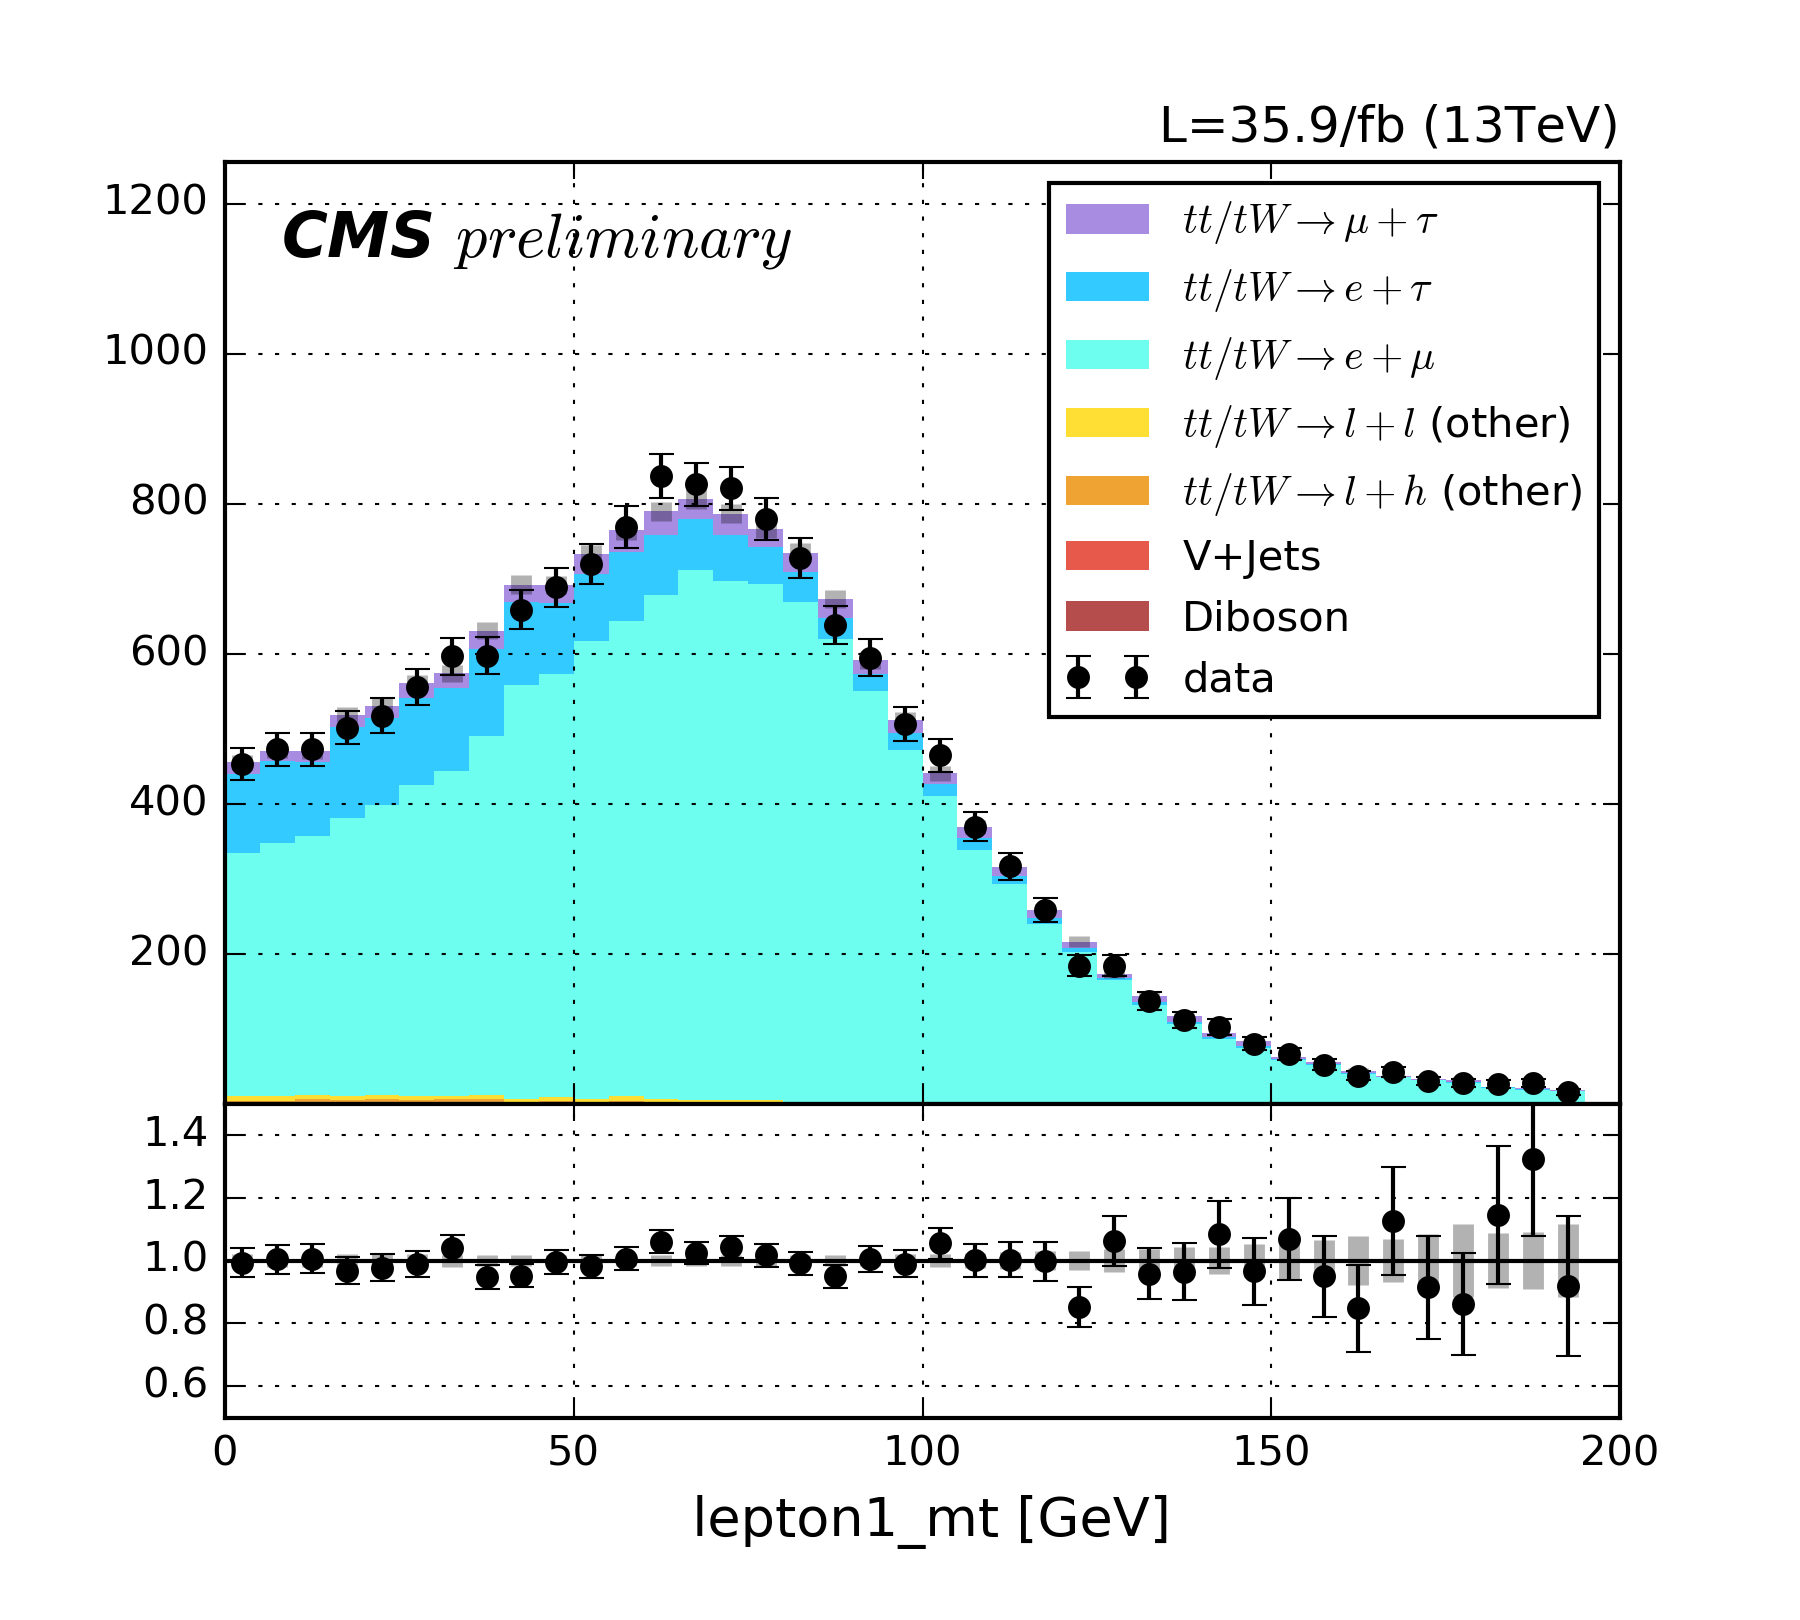 L=35.9/fb (13TeV)
CMS preliminary
1200
1000
800
600
400
200
tt/tW → μ + τ
tt/tW → e + τ
tt/tW → e + μ
tt/tW → l + l (other)
tt/tW → l + h (other)
V+Jets
Diboson
data
1.4
1.2
1.0
0.8
0.6
0 50 100 150 200
lepton1_mt [GeV]